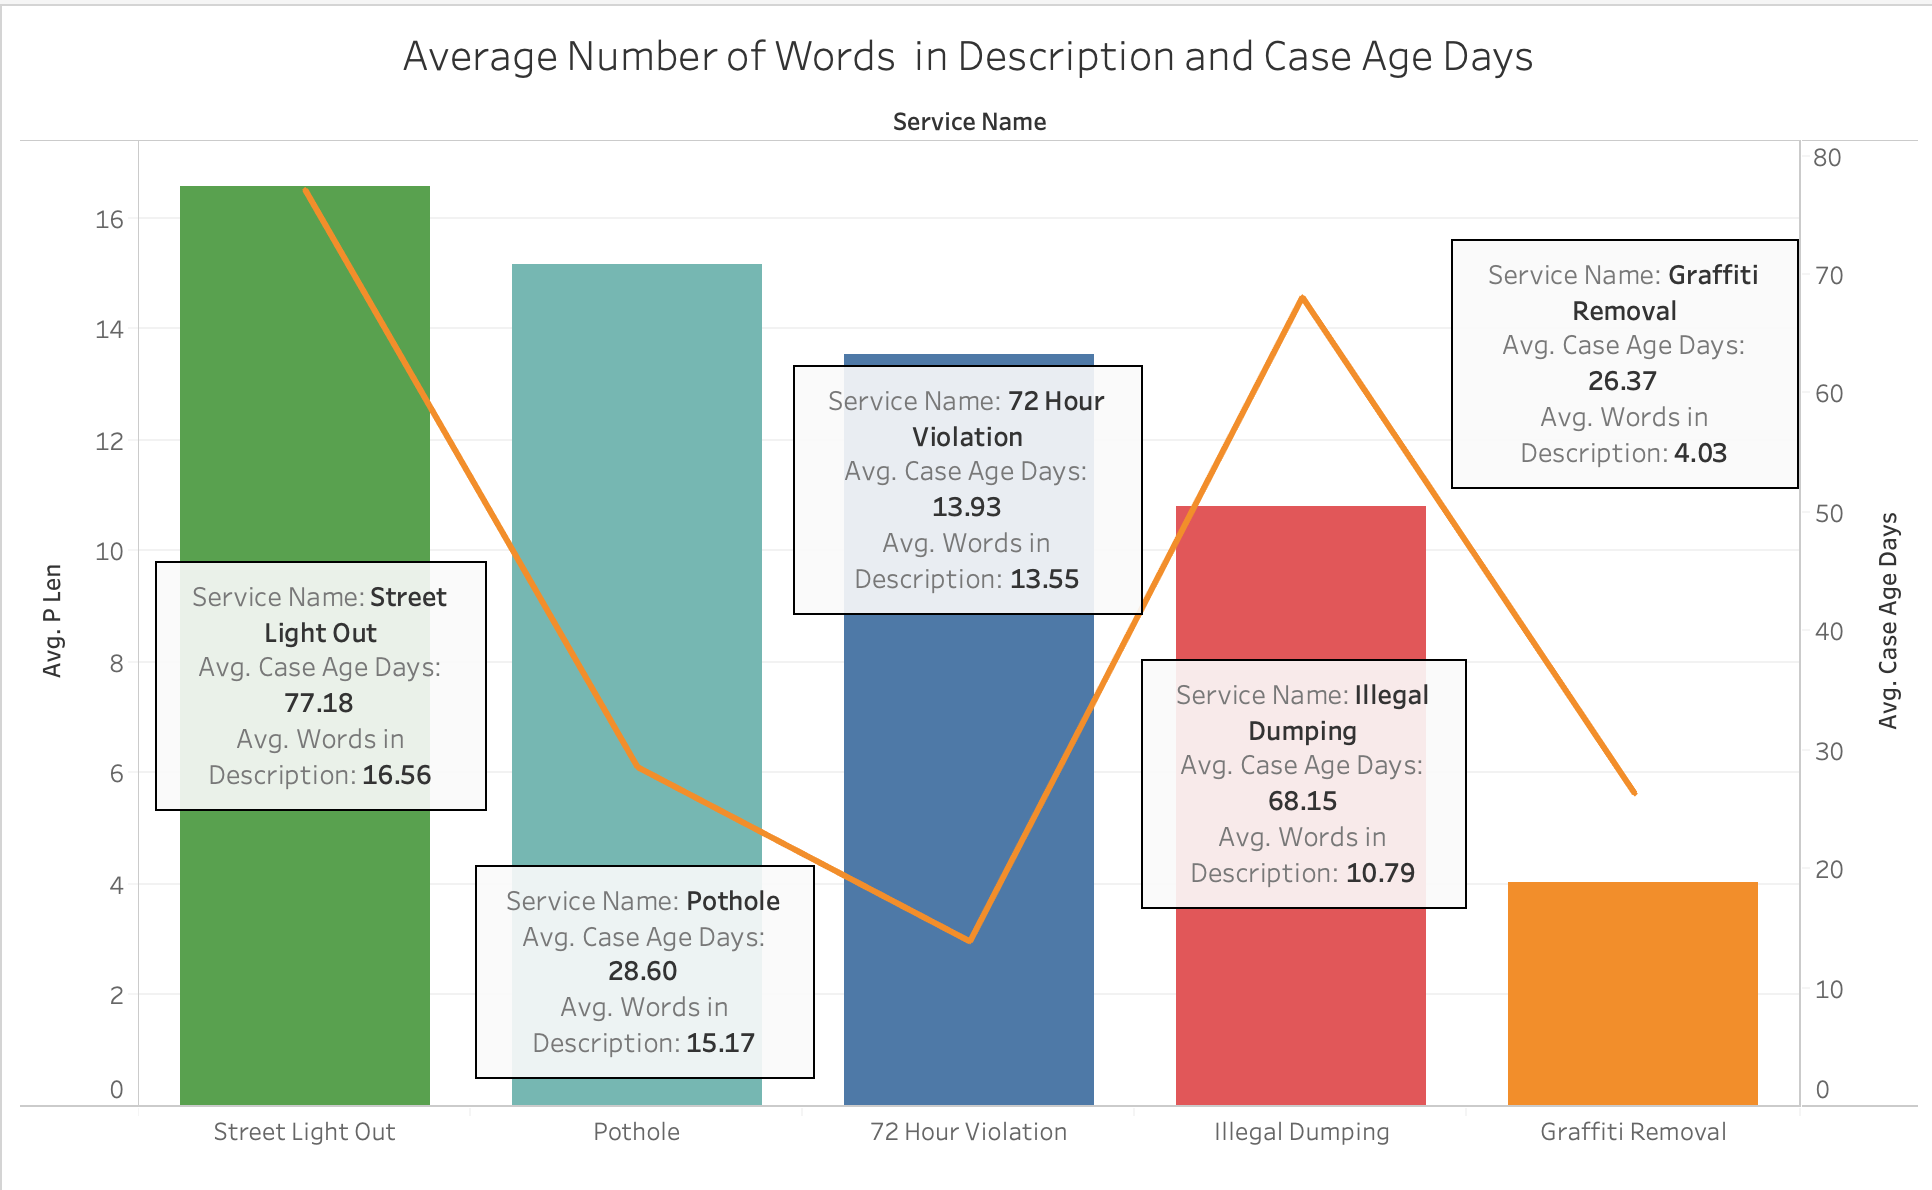 Average Number of Words in Description and Case Age Days
Service Name
Avg. P Len
16
14
12
10
8
6
4
2
0
Service Name: Street
Light Out
Avg. Case Age Days:
77.18
Avg. Words in
Description: 16.56
Service Name: Pothole
Avg. Case Age Days:
28.60
Avg. Words in
Description: 15.17
Service Name: 72 Hour
Violation
Avg. Case Age Days:
13.93
Avg. Words in
Description: 13.55
Service Name: Illegal
Dumping
Avg. Case Age Days:
68.15
Avg. Words in
Description: 10.79
Service Name: Graffiti
Removal
Avg. Case Age Days:
26.37
Avg. Words in
Description: 4.03
80
70
60
50
40
30
20
10
0
Avg. Case Age Days
Street Light Out
Pothole
72 Hour Violation
Illegal Dumping
Graffiti Removal